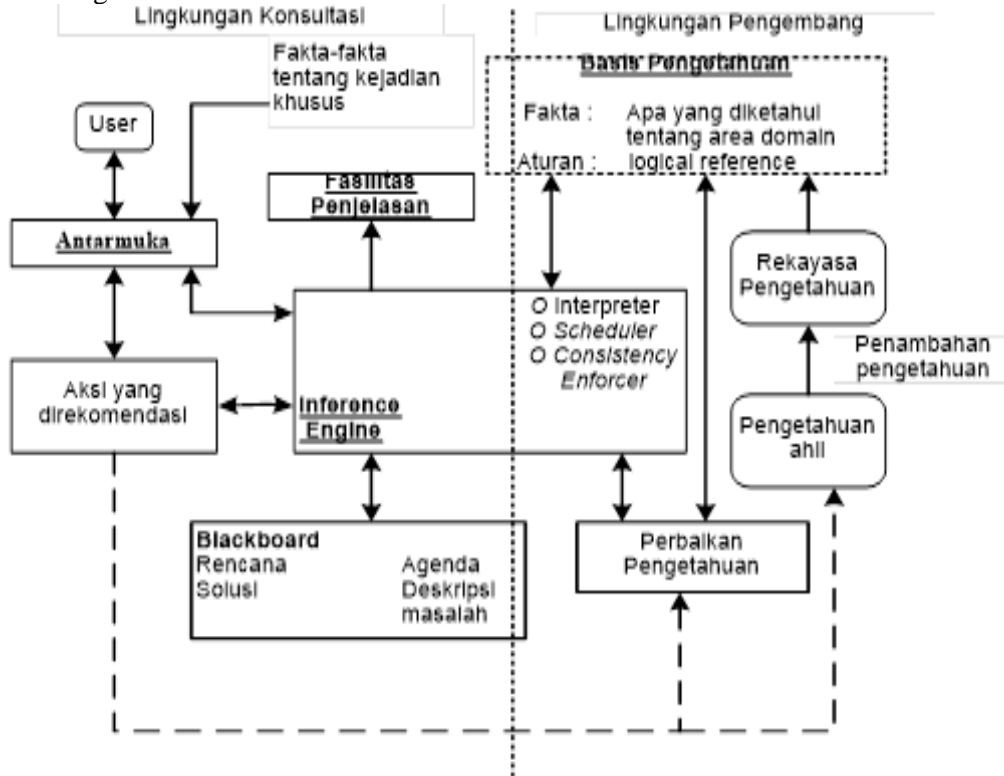 Lingkungan Konsultasi
Lingkungan Pengembang
Fakta-fakta
tentang kejadian
khusus
Basis Pengetahuan
Fakta : Apa yang diketahui
tentang area domain
Aturan : logical reference
User
Fasilitas
Penjelasan
Antarmuka
Rekayasa
Pengetahuan
O Interpreter
O Scheduler
O Consistency
Enforcer
Penambahan
pengetahuan
Aksi yang
direkomendasi
Inference
Engine
Pengetahuan
ahli
Blackboard
Rencana Agenda
Solusi Deskripsi
masalah
Perbaikan
Pengetahuan